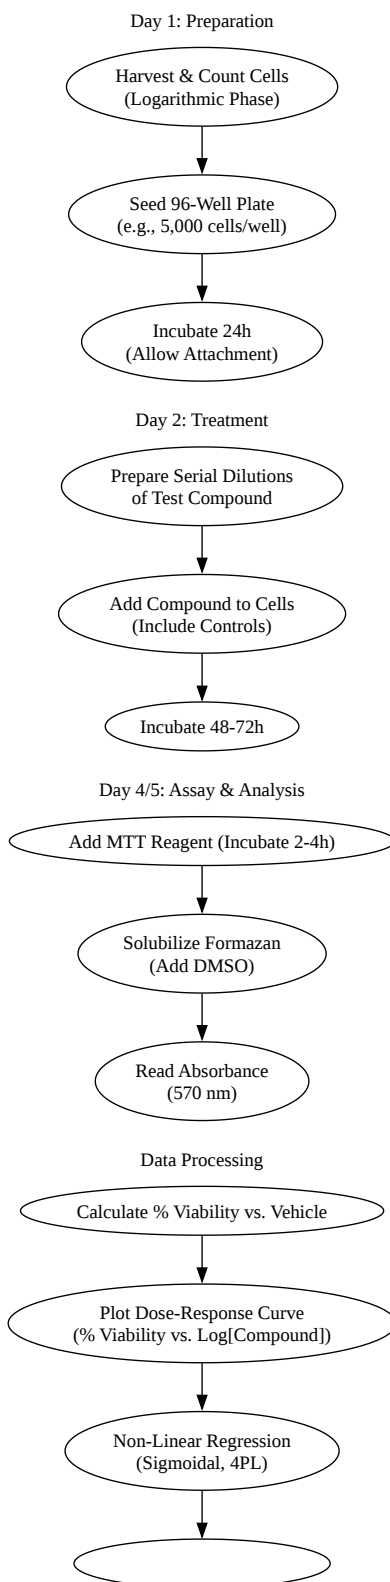 Day 1: Preparation
Harvest & Count Cells
(Logarithmic Phase)
Seed 96-Well Plate
(e.g., 5,000 cells/well)
Incubate 24h
(Allow Attachment)
Day 2: Treatment
Prepare Serial Dilutions
of Test Compound
Add Compound to Cells
(Include Controls)
Incubate 48-72h
Day 4/5: Assay & Analysis
Add MTT Reagent (Incubate 2-4h)
Solubilize Formazan
(Add DMSO)
Read Absorbance
(570 nm)
Data Processing
Calculate % Viability vs. Vehicle
Plot Dose-Response Curve
(% Viability vs. Log[Compound])
Non-Linear Regression
(Sigmoidal, 4PL)